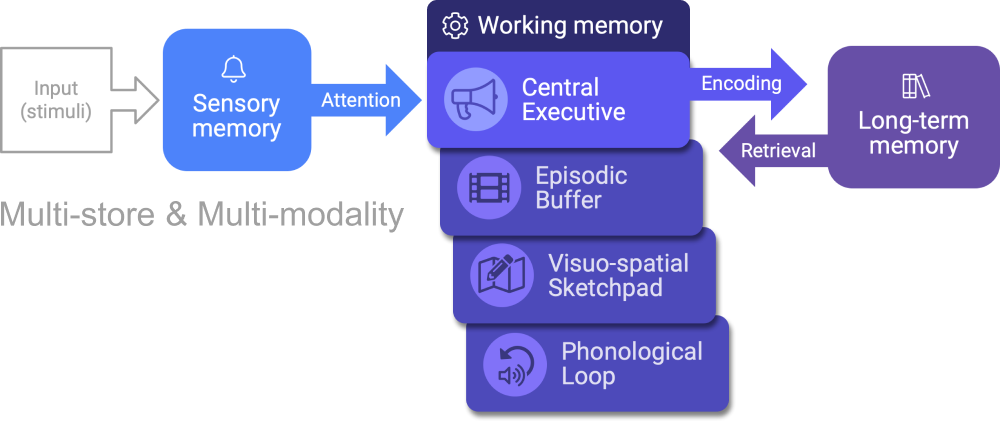 Input
(stimuli)
Sensory
memory
Attention
Working memory
Central
Executive
Episodic
Buffer
Visuo-spatial
Sketchpad
Phonological
Loop
Encoding
Retrieval
Long-term
memory
Multi-store & Multi-modality